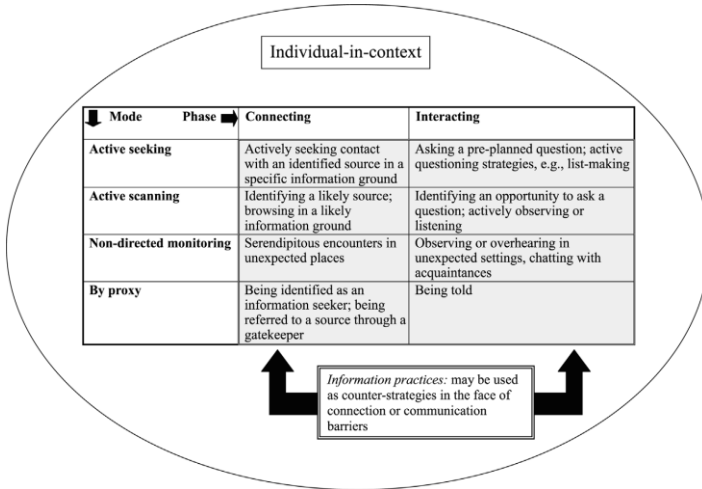 Individual-in-context
Mode Phase Connecting Interacting
Active seeking
Actively seeking contact
with an identified source in a
specific information ground
Asking a pre-planned question; active
questioning strategies, e.g., list-making
Active scanning
Identifying a likely source;
browsing in a likely
information ground
Identifying an opportunity to ask a
question; actively observing or
listening
Non-directed monitoring
Serendipitous encounters in
unexpected places
Observing or overhearing in
unexpected settings, chatting with
acquaintances
By proxy
Being identified as an
information seeker; being
referred to a source through a
gatekeeper
Being told
Information practices: may be used
as counter-strategies in the face of
connection or communication
barriers